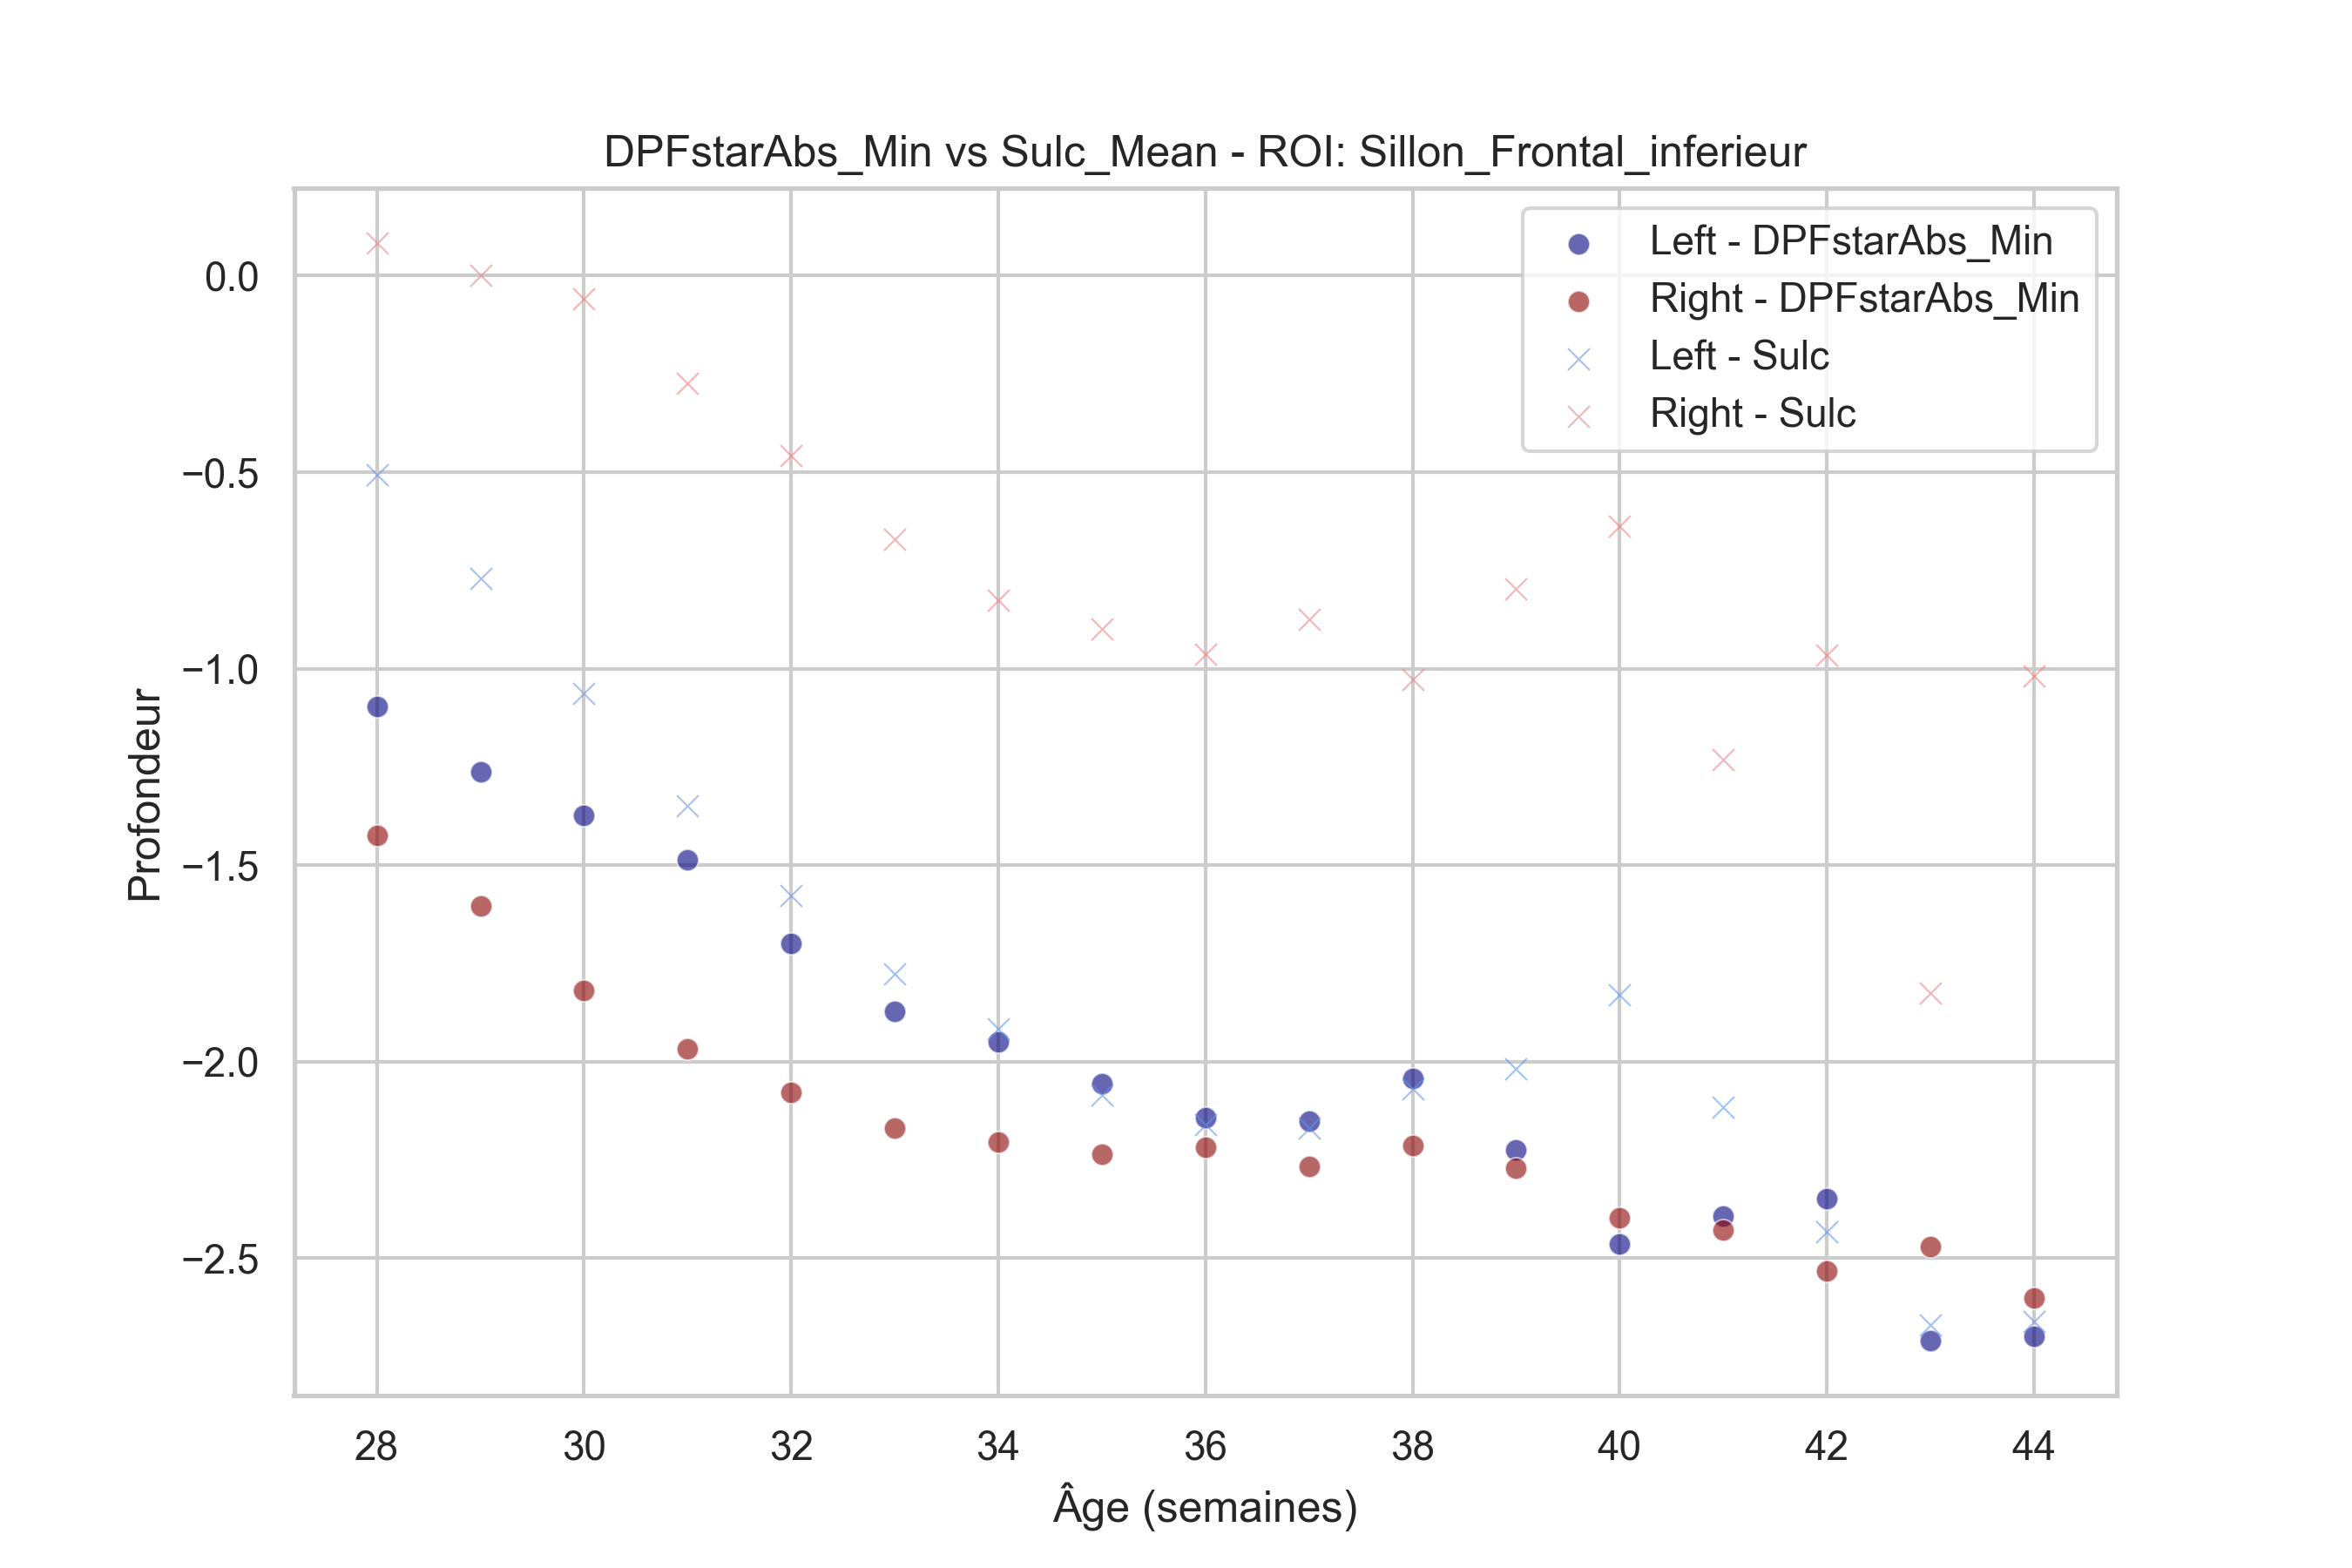 DPFstarAbs_Min vs Sulc_Mean - ROI: Sillon_Frontal_inferieur
Left - DPFstarAbs_Min
Right - DPFstarAbs_Min
Left - Sulc
Right - Sulc
Profondeur
0.0
−0.5
−1.0
−1.5
−2.0
−2.5
28 30 32 34 36 38 40 42 44
Âge (semaines)